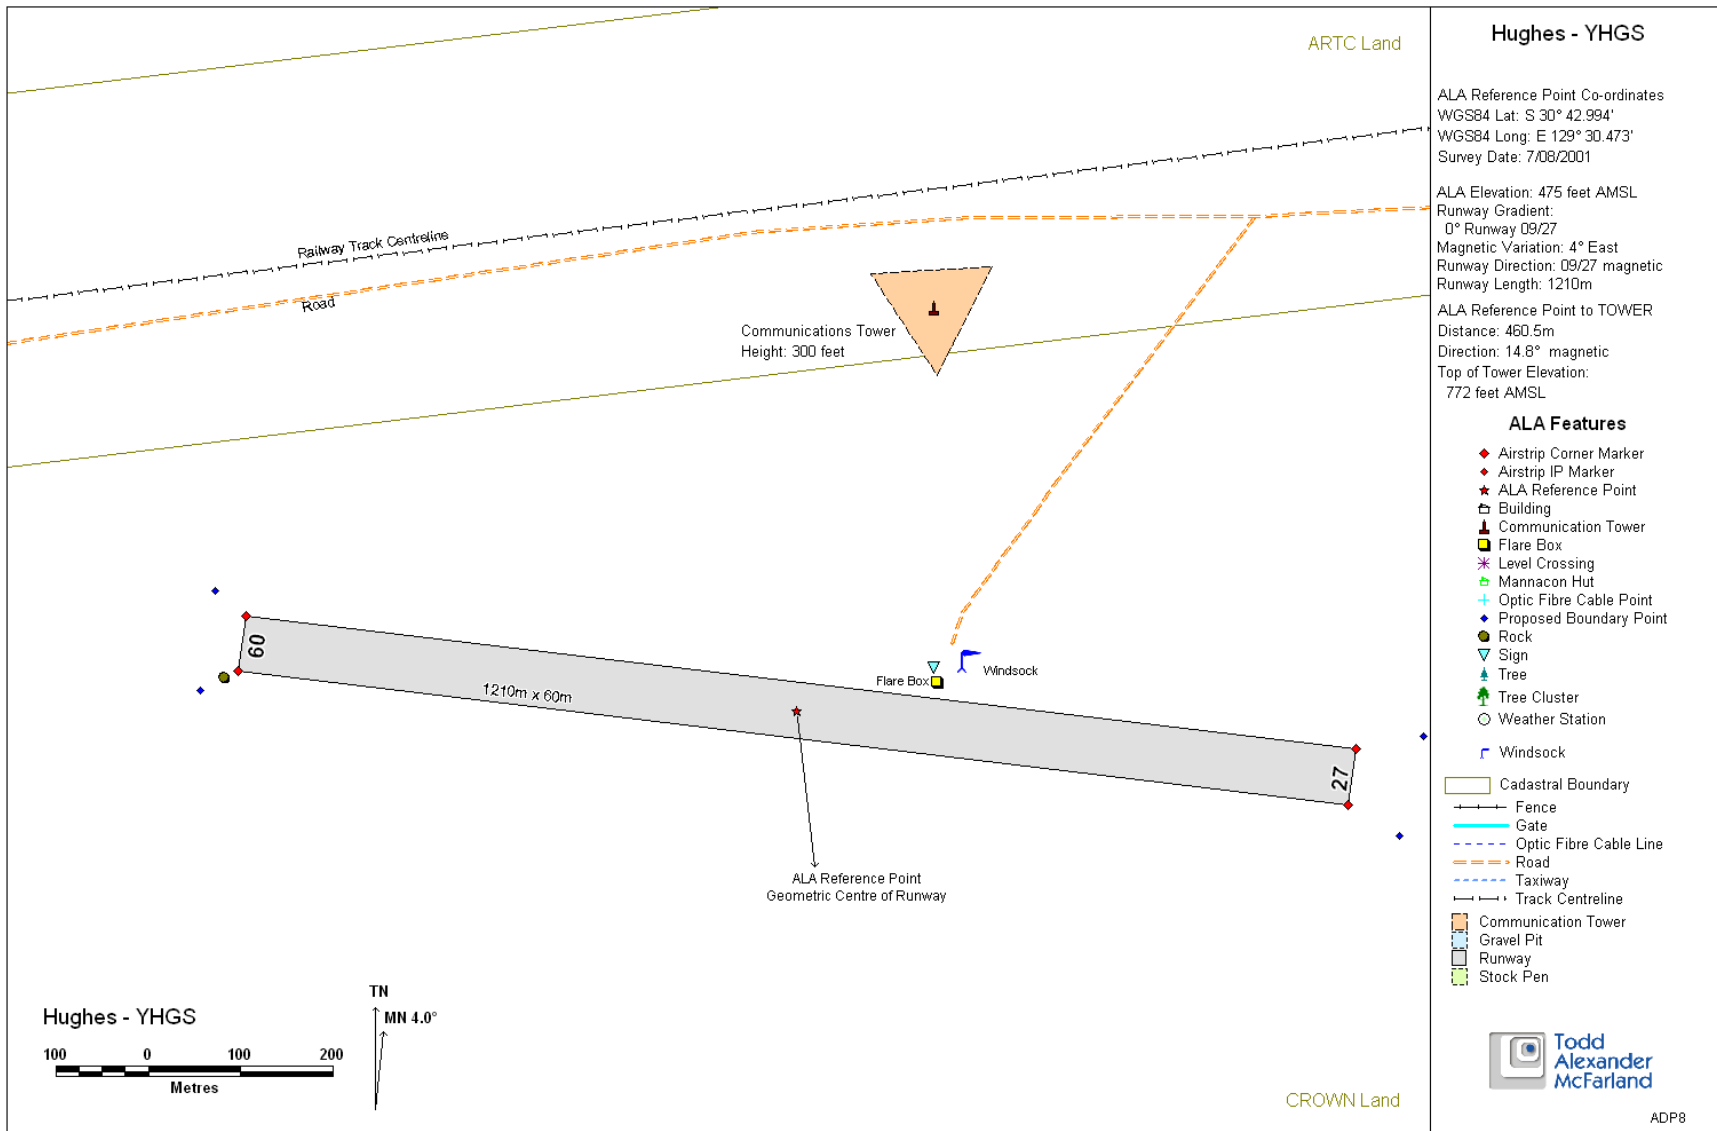 ARTC Land
Railway Track Centreline
Road
Communications Tower
Height: 300 feet
09
1210m x 60m
Flare Box
Windsock
27
ALA Reference Point
Geometric Centre of Runway
Hughes - YHGS
100 0 100 200
Metres
TN
MN 4.0°
CROWN Land
Hughes - YHGS
ALA Reference Point Co-ordinates
WGS84 Lat: S 30° 42.994'
WGS84 Long: E 129° 30.473'
Survey Date: 7/08/2001
ALA Elevation: 475 feet AMSL
Runway Gradient:
0° Runway 09/27
Magnetic Variation: 4° East
Runway Direction: 09/27 magnetic
Runway Length: 1210m
ALA Reference Point to TOWER
Distance: 460.5m
Direction: 14.8° magnetic
Top of Tower Elevation:
772 feet AMSL
ALA Features
Airstrip Corner Marker
Airstrip IP Marker
ALA Reference Point
Building
Communication Tower
Flare Box
Level Crossing
Mannacon Hut
Optic Fibre Cable Point
Proposed Boundary Point
Rock
Sign
Tree
Tree Cluster
Weather Station
Windsock
Cadastral Boundary
Fence
Gate
Optic Fibre Cable Line
Road
Taxiway
Track Centreline
Communication Tower
Gravel Pit
Runway
Stock Pen
Todd
Alexander
McFarland
ADP8